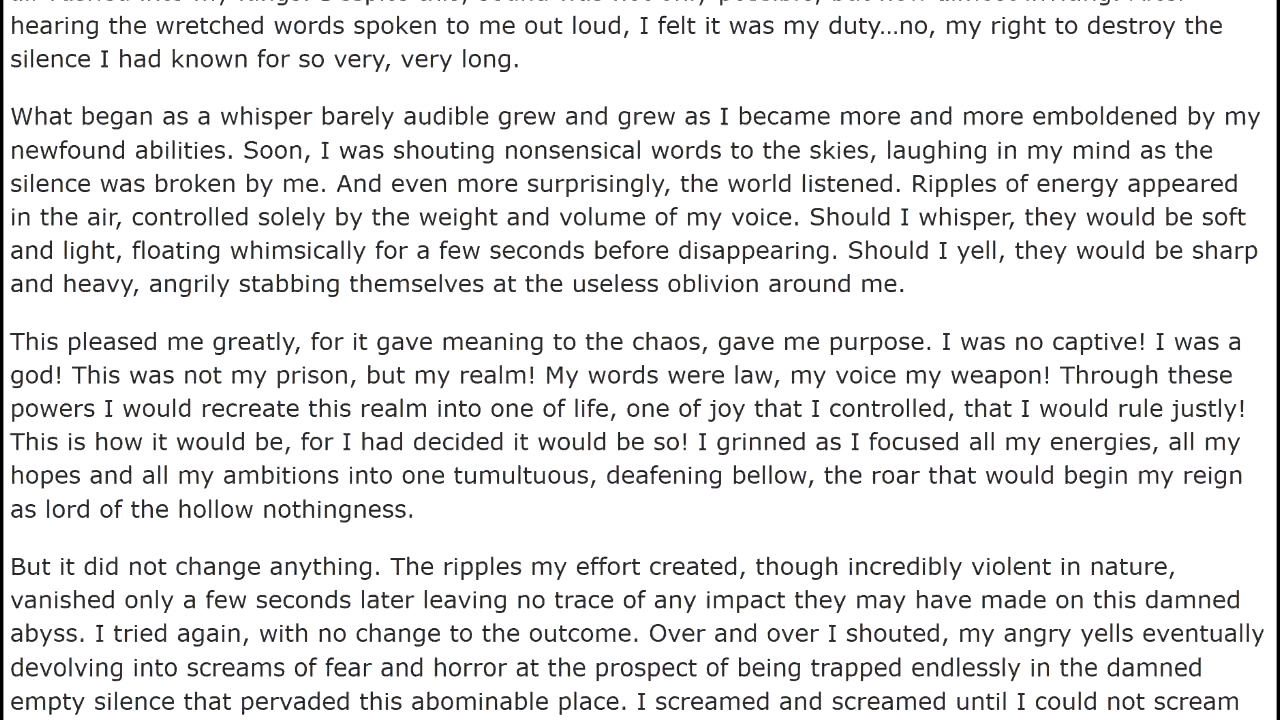 hearing the wretched words spoken to me out loud, I felt it was my duty…no, my right to destroy the
silence I had known for so very, very long.
What began as a whisper barely audible grew and grew as I became more and more emboldened by my
newfound abilities. Soon, I was shouting nonsensical words to the skies, laughing in my mind as the
silence was broken by me. And even more surprisingly, the world listened. Ripples of energy appeared
in the air, controlled solely by the weight and volume of my voice. Should I whisper, they would be soft
and light, floating whimsically for a few seconds before disappearing. Should I yell, they would be sharp
and heavy, angrily stabbing themselves at the useless oblivion around me.
This pleased me greatly, for it gave meaning to the chaos, gave me purpose. I was no captive! I was a
god! This was not my prison, but my realm! My words were law, my voice my weapon! Through these
powers I would recreate this realm into one of life, one of joy that I controlled, that I would rule justly!
This is how it would be, for I had decided it would be so! I grinned as I focused all my energies, all my
hopes and all my ambitions into one tumultuous, deafening bellow, the roar that would begin my reign
as lord of the hollow nothingness.
But it did not change anything. The ripples my effort created, though incredibly violent in nature,
vanished only a few seconds later leaving no trace of any impact they may have made on this damned
abyss. I tried again, with no change to the outcome. Over and over I shouted, my angry yells eventually
devolving into screams of fear and horror at the prospect of being trapped endlessly in the damned
empty silence that pervaded this abominable place. I screamed and screamed until I could not scream